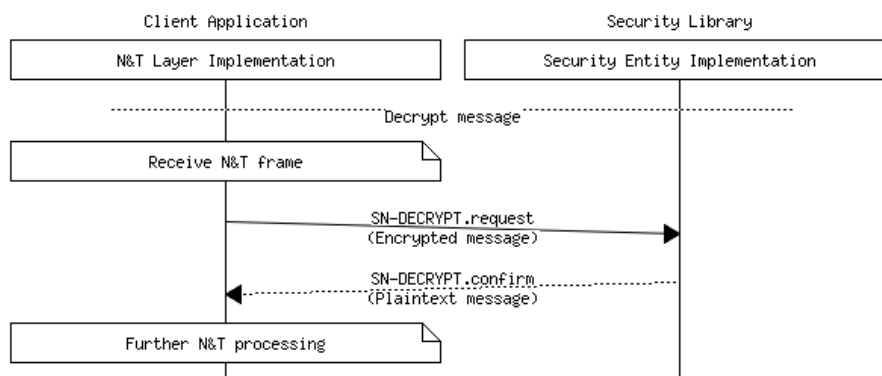 Client Application
Security Library
N&T Layer Implementation
Security Entity Implementation
Decrypt message
Receive N&T frame
SN-DECRYPT.request
(Encrypted message)
SN-DECRYPT.confirm
(Plaintext message)
Further N&T processing